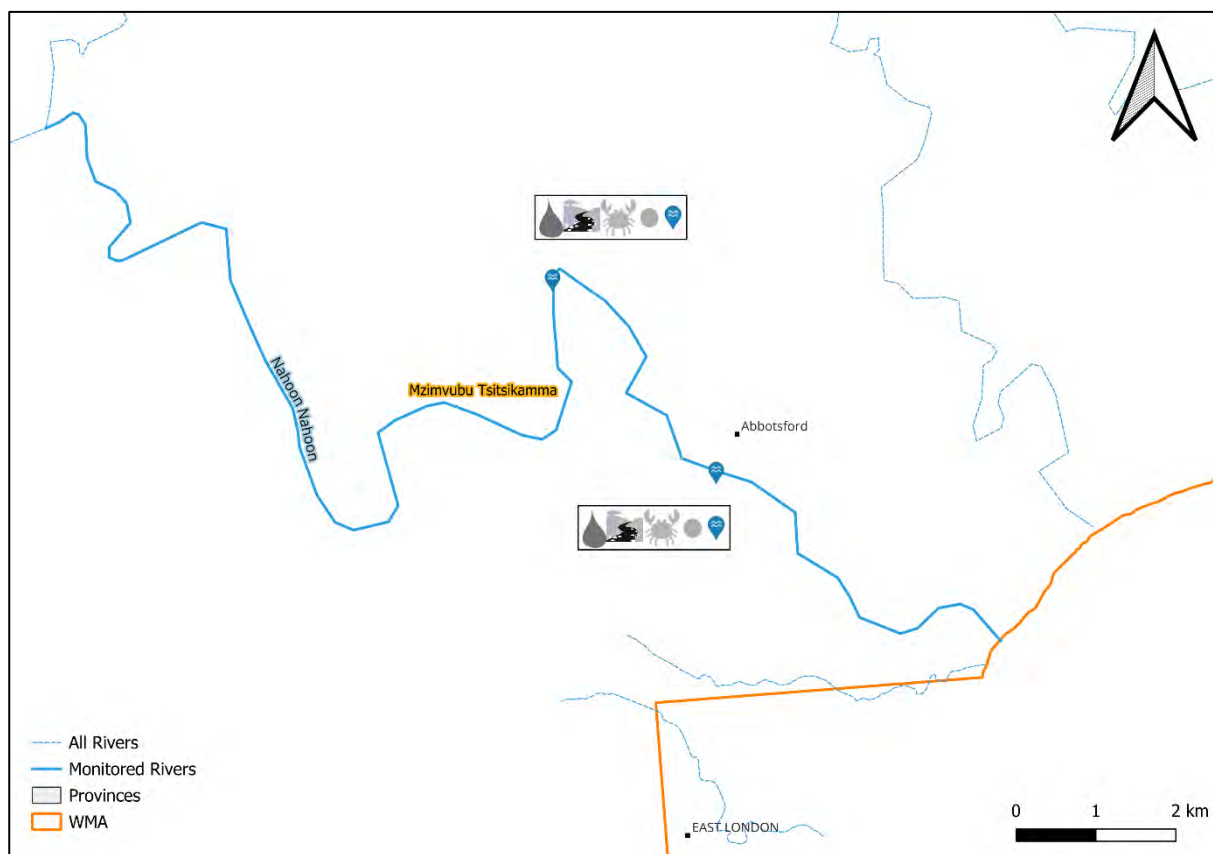 Nahoon Nahoon
Mzimvubu Tsitsikamma
Abbotsford
EAST LONDON
All Rivers
Monitored Rivers
Provinces
WMA
0 1 2 km